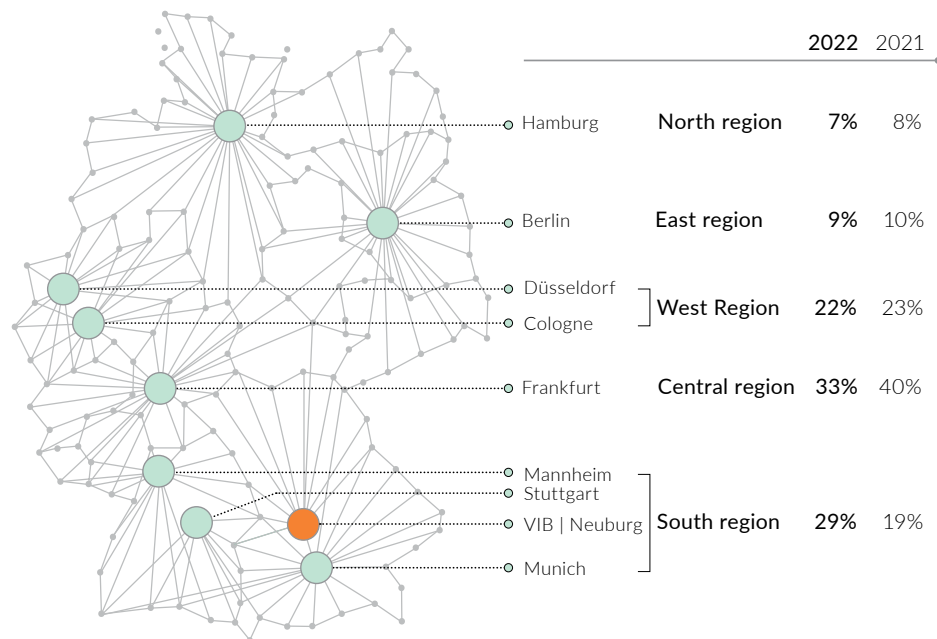 2022 2021
Hamburg North region 7% 8%
Berlin East region 9% 10%
Düsseldorf
West Region 22% 23%
Cologne
Frankfurt Central region 33% 40%
Mannheim
Stuttgart
VIB | Neuburg South region 29% 19%
Munich